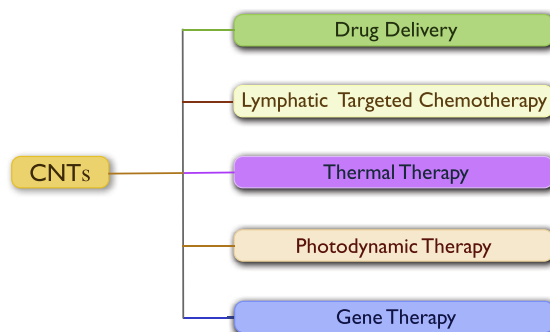 Drug Delivery
Lymphatic Targeted Chemotherapy
CNTs
Thermal Therapy
Photodynamic Therapy
Gene Therapy